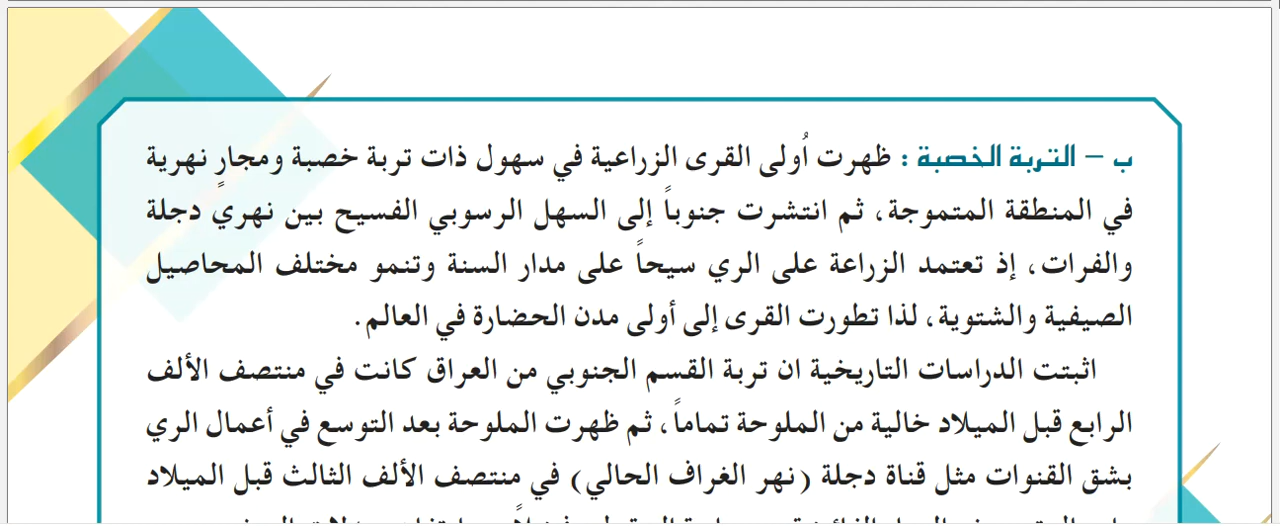 ب – التربة الخصبة : ظهرت أُولى القرى الزراعية في سهول ذات تربة خصبة ومجارٍ نهرية
في المنطقة المتموجة، ثم انتشرت جنوباً إلى السهل الرسوبي الفسيح بين نهري دجلة
والفرات، إذ تعتمد الزراعة على الري سيحاً على مدار السنة وتنمو مختلف المحاصيل
الصيفية والشتوية، لذا تطورت القرى إلى أولى مدن الحضارة في العالم.
اثبتت الدراسات التاريخية ان تربة القسم الجنوبي من العراق كانت في منتصف الألف
الرابع قبل الميلاد خالية من الملوحة تماماً، ثم ظهرت الملوحة بعد التوسع في أعمال الري
بشق القنوات مثل قناة دجلة (نهر الغراف الحالي) في منتصف الألف الثالث قبل الميلاد